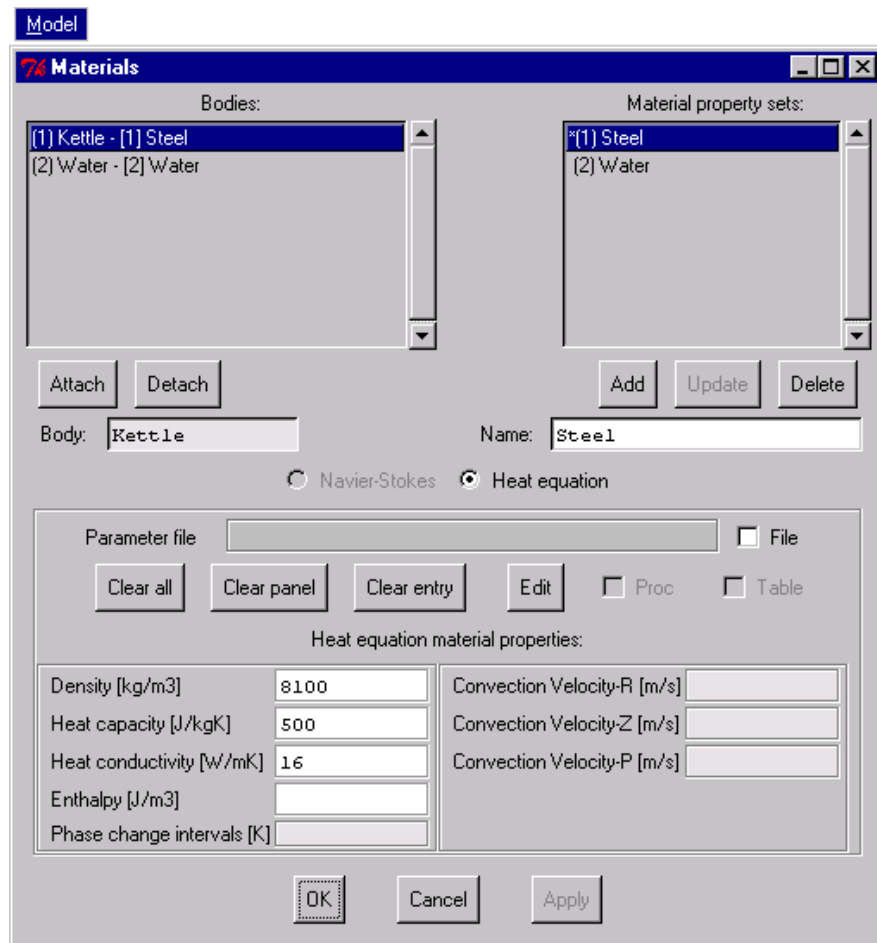 Model
Materials
Bodies: Material property sets:
(1) Kettle - [1] Steel *(1) Steel
(2) Water - [2] Water (2) Water
Attach Detach Add Update Delete
Body: Kettle Name: Steel
Navier-Stokes Heat equation
Parameter file File
Clear all Clear panel Clear entry Edit Proc Table
Heat equation material properties:
Density [kg/m3] 8100 Convection Velocity-R [m/s]
Heat capacity [J/kgK] 500 Convection Velocity-Z [m/s]
Heat conductivity [W/mK] 16 Convection Velocity-P [m/s]
Enthalpy [J/m3]
Phase change intervals [K]
OK Cancel Apply